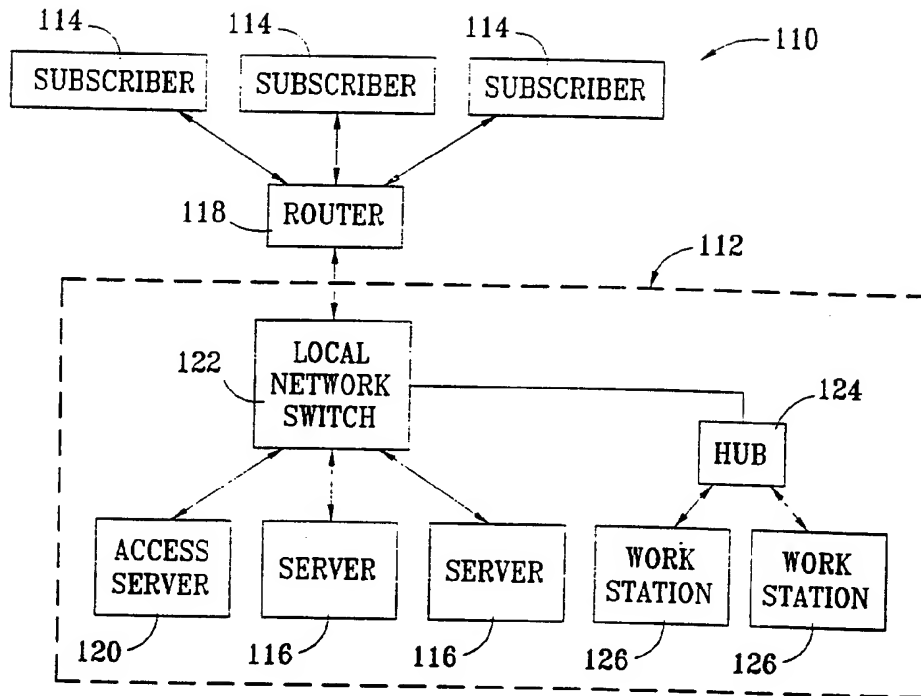 114
114
114
110
SUBSCRIBER
SUBSCRIBER
SUBSCRIBER
118
ROUTER
112
122
LOCAL
NETWORK
SWITCH
124
HUB
ACCESS
SERVER
SERVER
SERVER
WORK
STATION
WORK
STATION
120
116
116
126
126